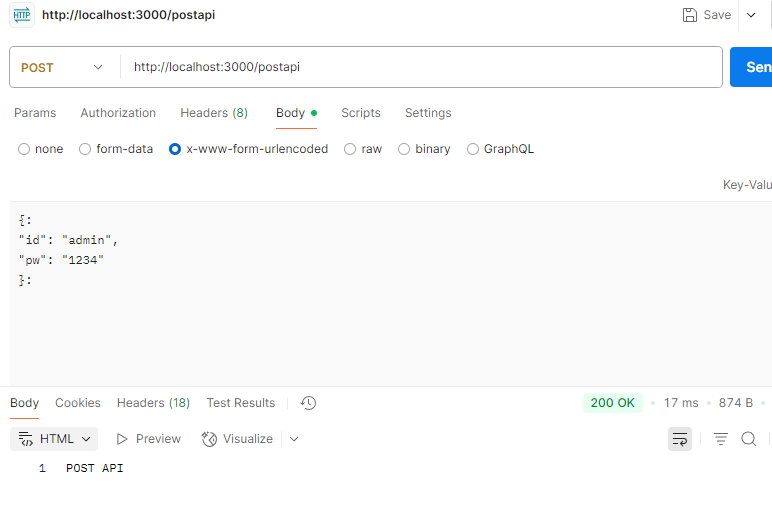 HTTP http://localhost:3000/postapi Save
POST http://localhost:3000/postapi Sen
Params Authorization Headers (8) Body Scripts Settings
none form-data x-www-form-urlencoded raw binary GraphQL
Key-Valu
{:
"id": "admin",
"pw": "1234"
}:
Body Cookies Headers (18) Test Results 200 OK • 17 ms • 874 B •
HTML Preview Visualize
1 POST API